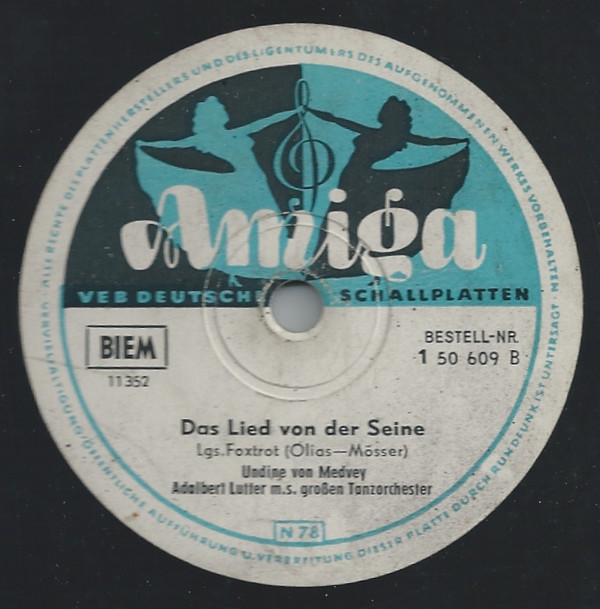 ALLE RECHTE DES PLATTENHERSTELLERS UND DES EIGENTÜMERS DES AUFGENOMMENEN WERKES VORBEHALTEN · UNTERSAGT · VERVIELFÄLTIGUNG/ÖFFENTLICHE AUFFÜHRUNG U. VERBREITUNG DIESER PLATTE DURCH RUNDFUNK IST
Amiga
VEB DEUTSCHE SCHALLPLATTEN
BIEM
11352
BESTELL-NR.
1 50 609 B
Das Lied von der Seine
Lgs. Foxtrot (Olias—Mösser)
Undine von Medvey
Adalbert Lutter m.s. großen Tanzorchester
N 78